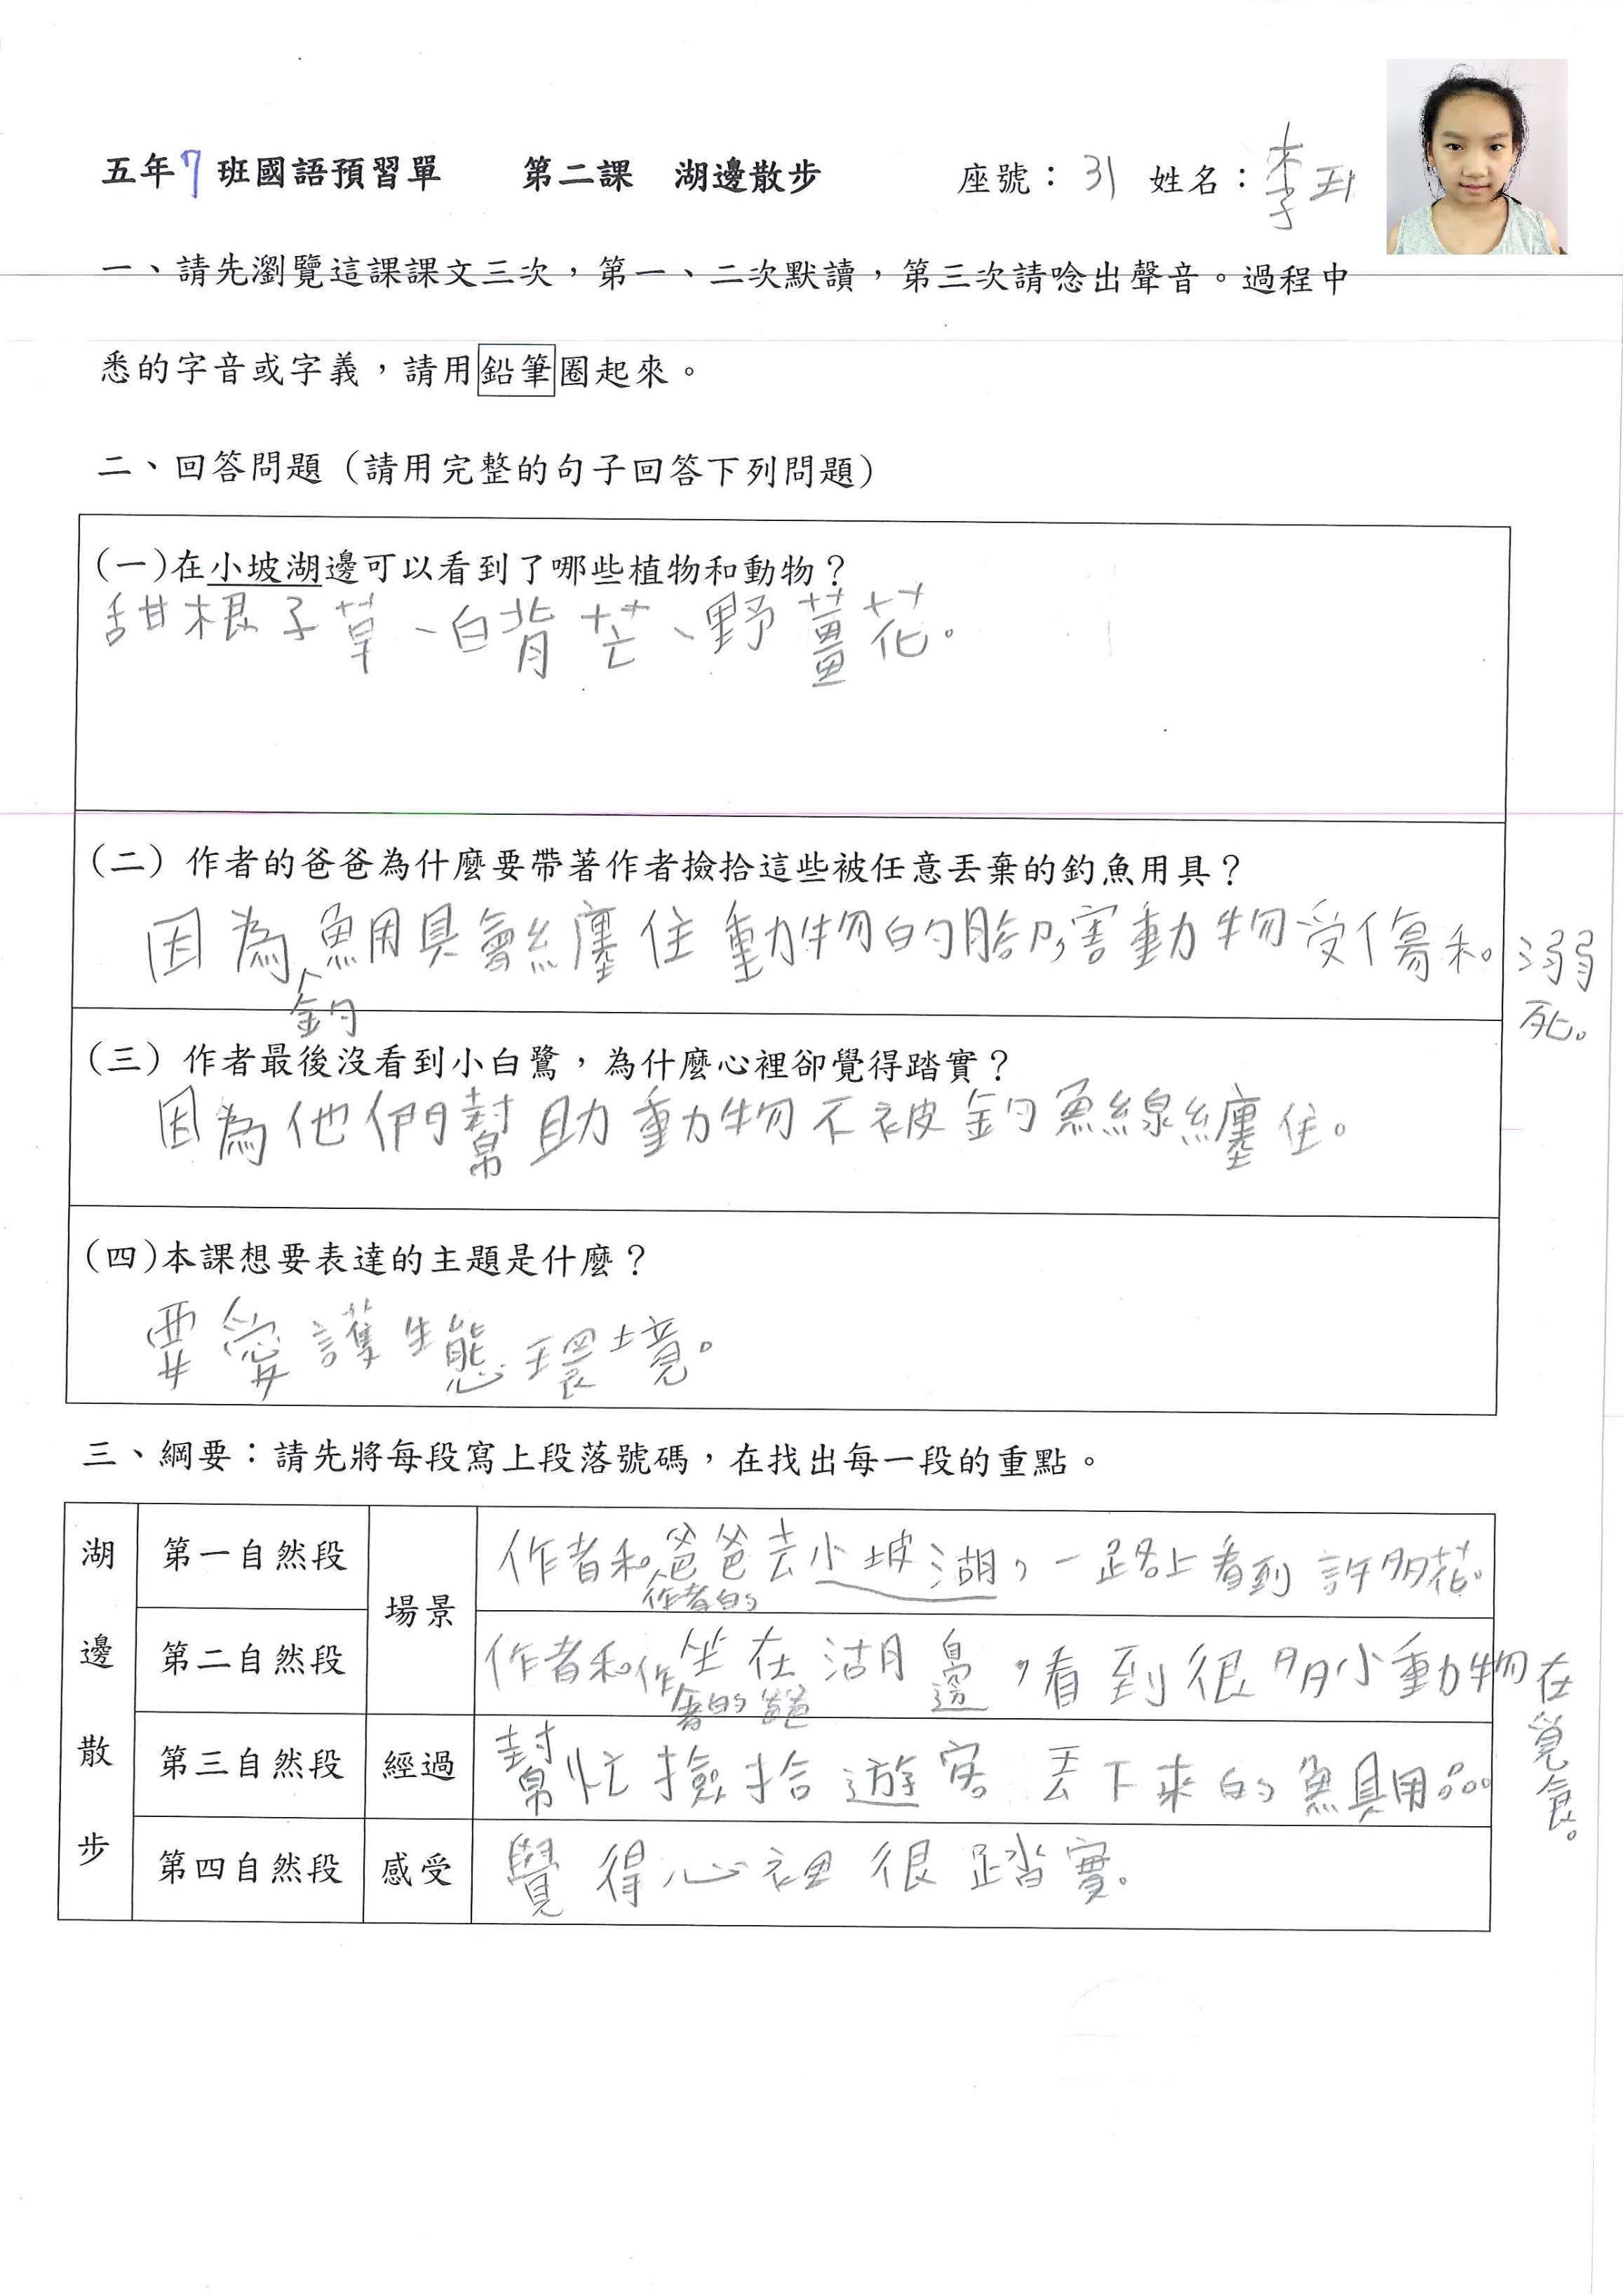 五年7班國語預習單 第二課 湖邊散步 座號：31 姓名：李
一、請先瀏覽這課課文三次，第一、二次默讀，第三次請唸出聲音。過程中
悉的字音或字義，請用鉛筆圈起來。
二、回答問題（請用完整的句子回答下列問題）
(一)在小坡湖邊可以看到了哪些植物和動物？
甜根子草、白背芒、野薑花。
(二) 作者的爸爸為什麼要帶著作者撿拾這些被任意丟棄的釣魚用具？
因為釣魚用具會纏住動物的腳,害動物受傷和溺死。
(三) 作者最後沒看到小白鷺，為什麼心裡卻覺得踏實？
因為他們幫助動物不被釣魚線纏住。
(四)本課想要表達的主題是什麼？
要愛護生態環境。
三、綱要：請先將每段寫上段落號碼，在找出每一段的重點。
湖邊散步
第一自然段
場景
作者和作者的爸爸去小坡湖，一路上看到許多花。
第二自然段
作者和作者的爸爸坐在湖邊，看到很多小動物在覓食。
第三自然段
經過
幫忙撿拾遊客丟下來的魚具用品。
第四自然段
感受
覺得心裡很踏實。